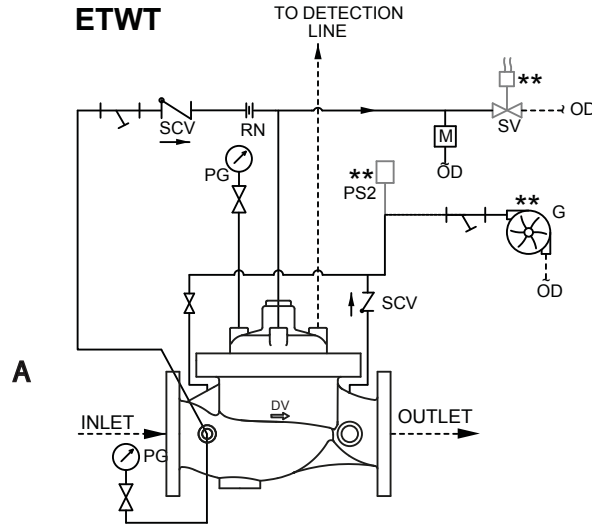 ETWT
TO DETECTION
LINE
**
SCV
RN
SV
OD
M
OD
PG
**
PS2
**
G
OD
SCV
A
DV
INLET
OUTLET
PG